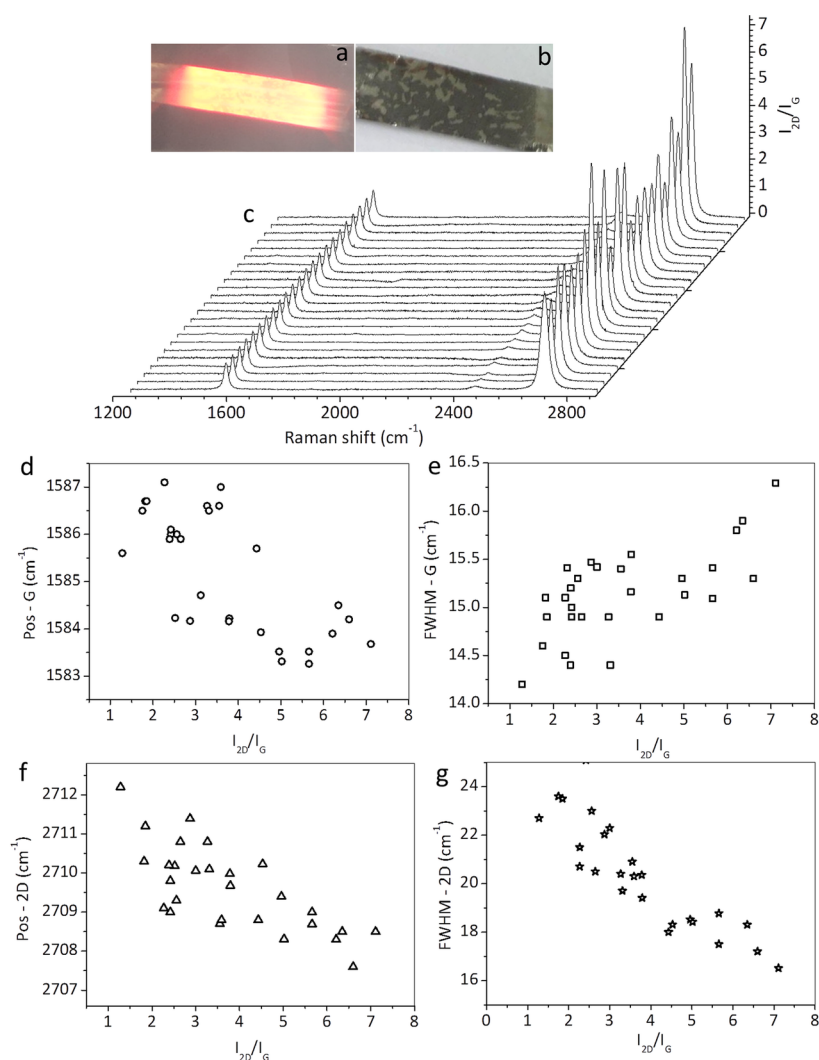 a
b
c
7
6
5
4
3
2
1
0
I2D/IG
1200 1600 2000 2400 2800
Raman shift (cm-1)
d
1587
1586
1585
1584
1583
Pos - G (cm-1)
1 2 3 4 5 6 7 8
I2D/IG
e
16.5
16.0
15.5
15.0
14.5
14.0
FWHM - G (cm-1)
1 2 3 4 5 6 7 8
I2D/IG
f
2712
2711
2710
2709
2708
2707
Pos - 2D (cm-1)
1 2 3 4 5 6 7 8
I2D/IG
g
24
22
20
18
16
FWHM - 2D (cm-1)
0 1 2 3 4 5 6 7 8
I2D/IG